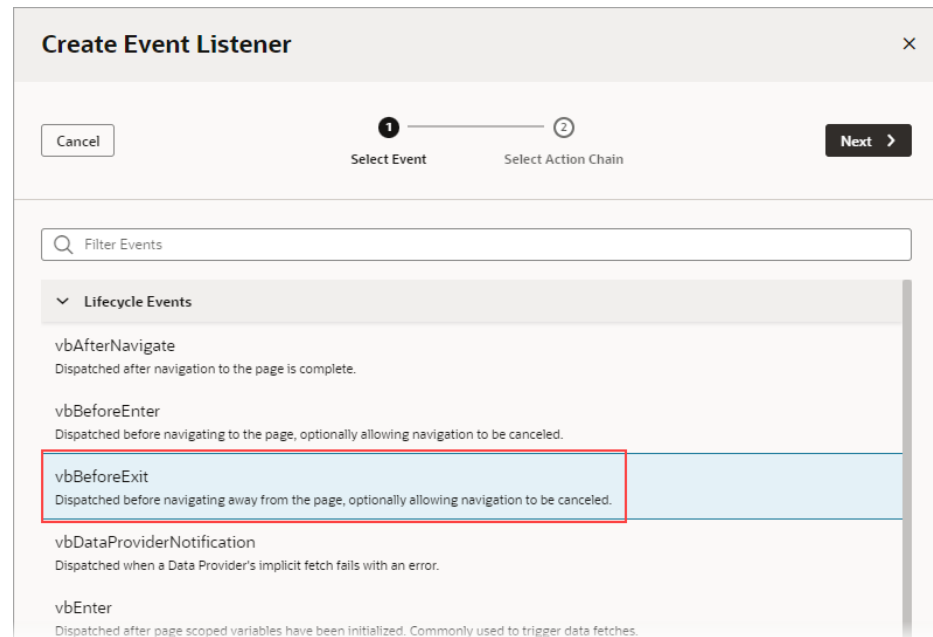 Create Event Listener
Cancel
1
2
Next
Select Event
Select Action Chain
Filter Events
Lifecycle Events
vbAfterNavigate
Dispatched after navigation to the page is complete.
vbBeforeEnter
Dispatched before navigating to the page, optionally allowing navigation to be canceled.
vbBeforeExit
Dispatched before navigating away from the page, optionally allowing navigation to be canceled.
vbDataProviderNotification
Dispatched when a Data Provider's implicit fetch fails with an error.
vbEnter
Dispatched after page scoped variables have been initialized. Commonly used to trigger data fetches.